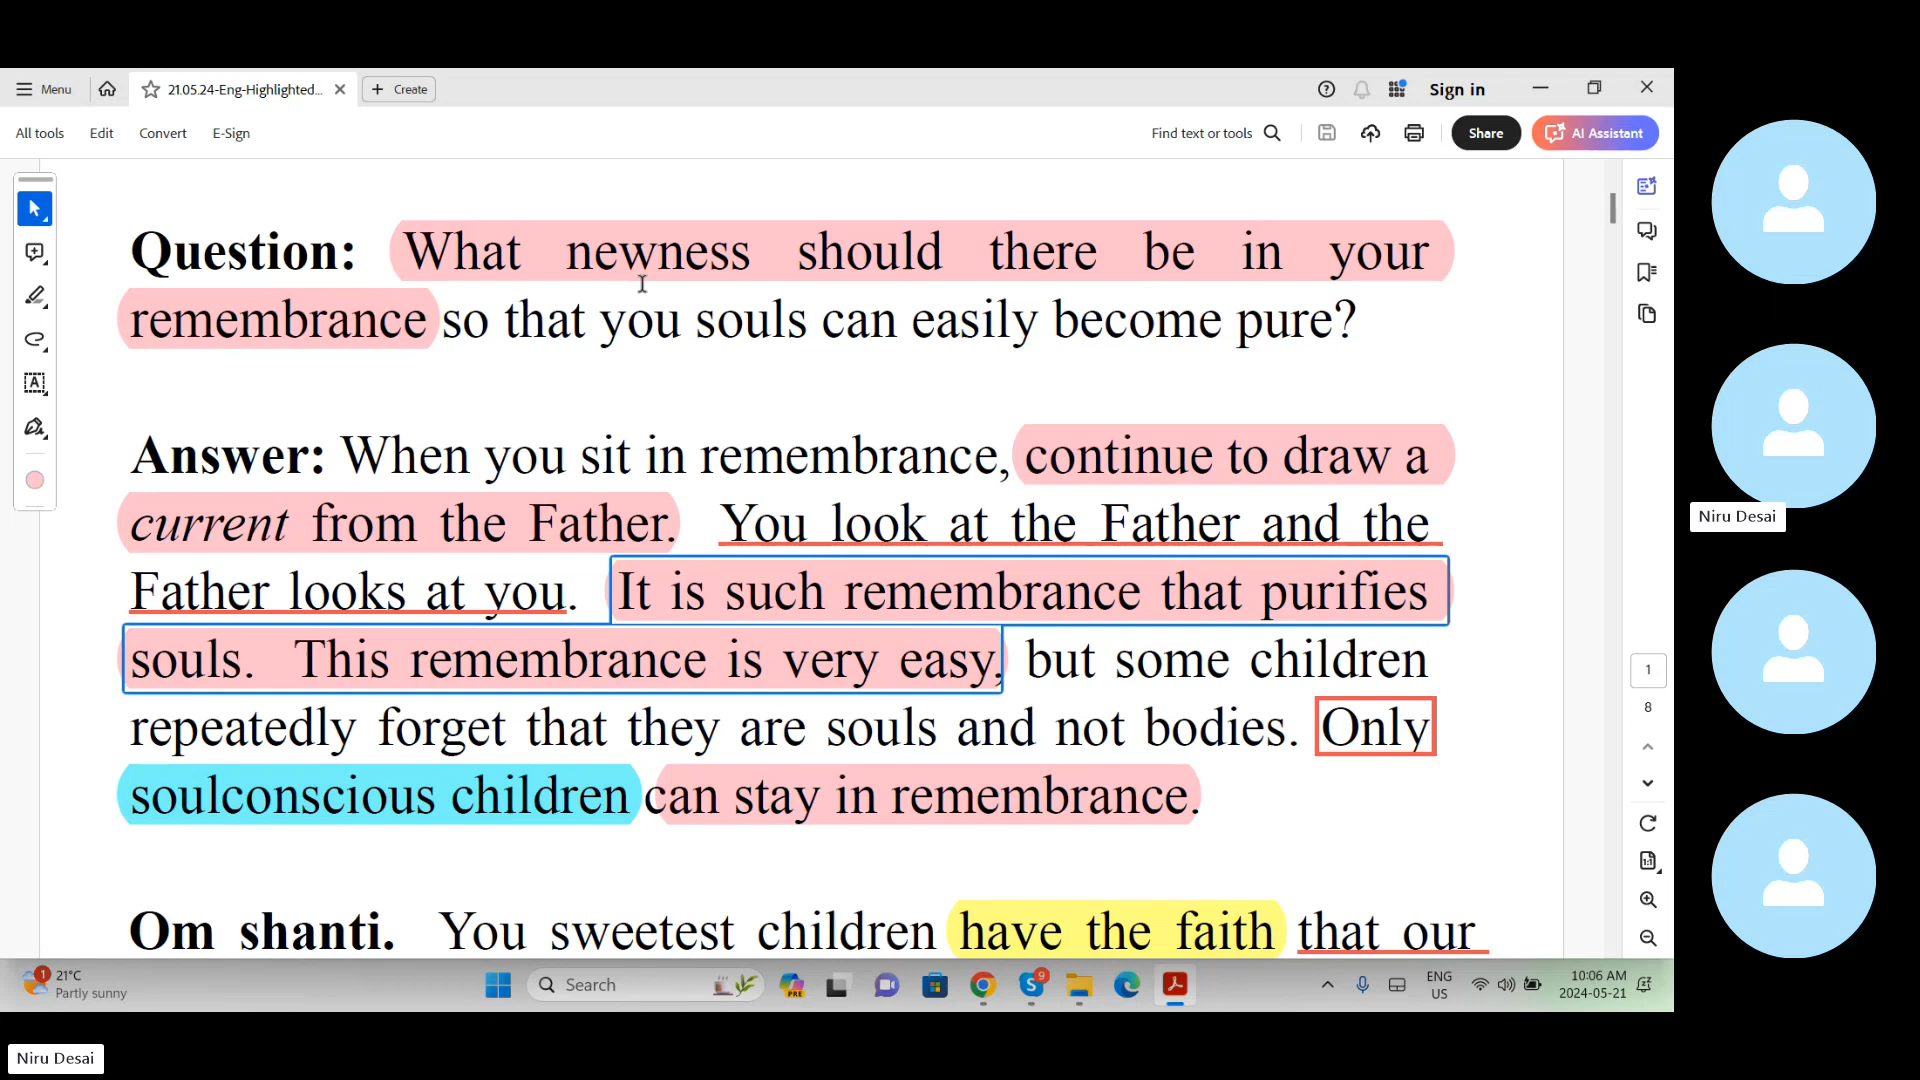 Menu
21.05.24-Eng-Highlighted...
Create
Sign in
All tools
Edit
Convert
E-Sign
Find text or tools
Share
AI Assistant
Question: What newness should there be in your
remembrance so that you souls can easily become pure?
Answer: When you sit in remembrance, continue to draw a
current from the Father. You look at the Father and the
Father looks at you. It is such remembrance that purifies
souls. This remembrance is very easy, but some children
repeatedly forget that they are souls and not bodies. Only
soulconscious children can stay in remembrance.
Om shanti. You sweetest children have the faith that our
1
8
Niru Desai
1
21°C
Partly sunny
Search
PRE
9
ENG
US
10:06 AM
2024-05-21
Niru Desai